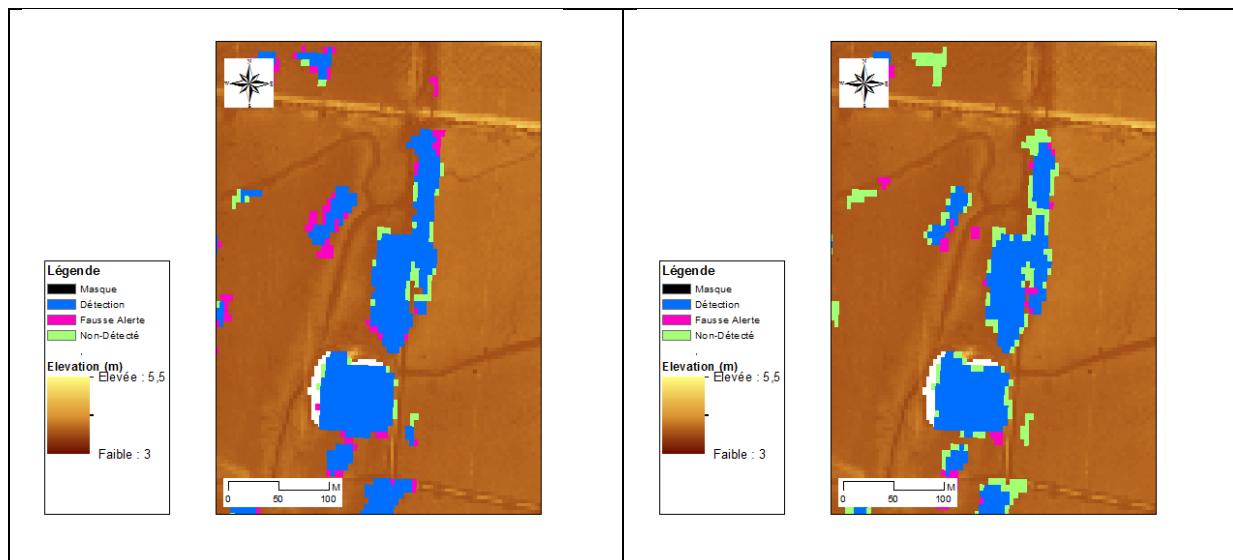 N
W E
S
Légende
Masque
Détection
Fausse Alerte
Non-Détecté
Elevation (m)
Elevée : 5,5
Faible : 3
M
0 50 100
N
W E
S
Légende
Masque
Détection
Fausse Alerte
Non-Détecté
Elevation (m)
Elevée : 5,5
Faible : 3
M
0 50 100